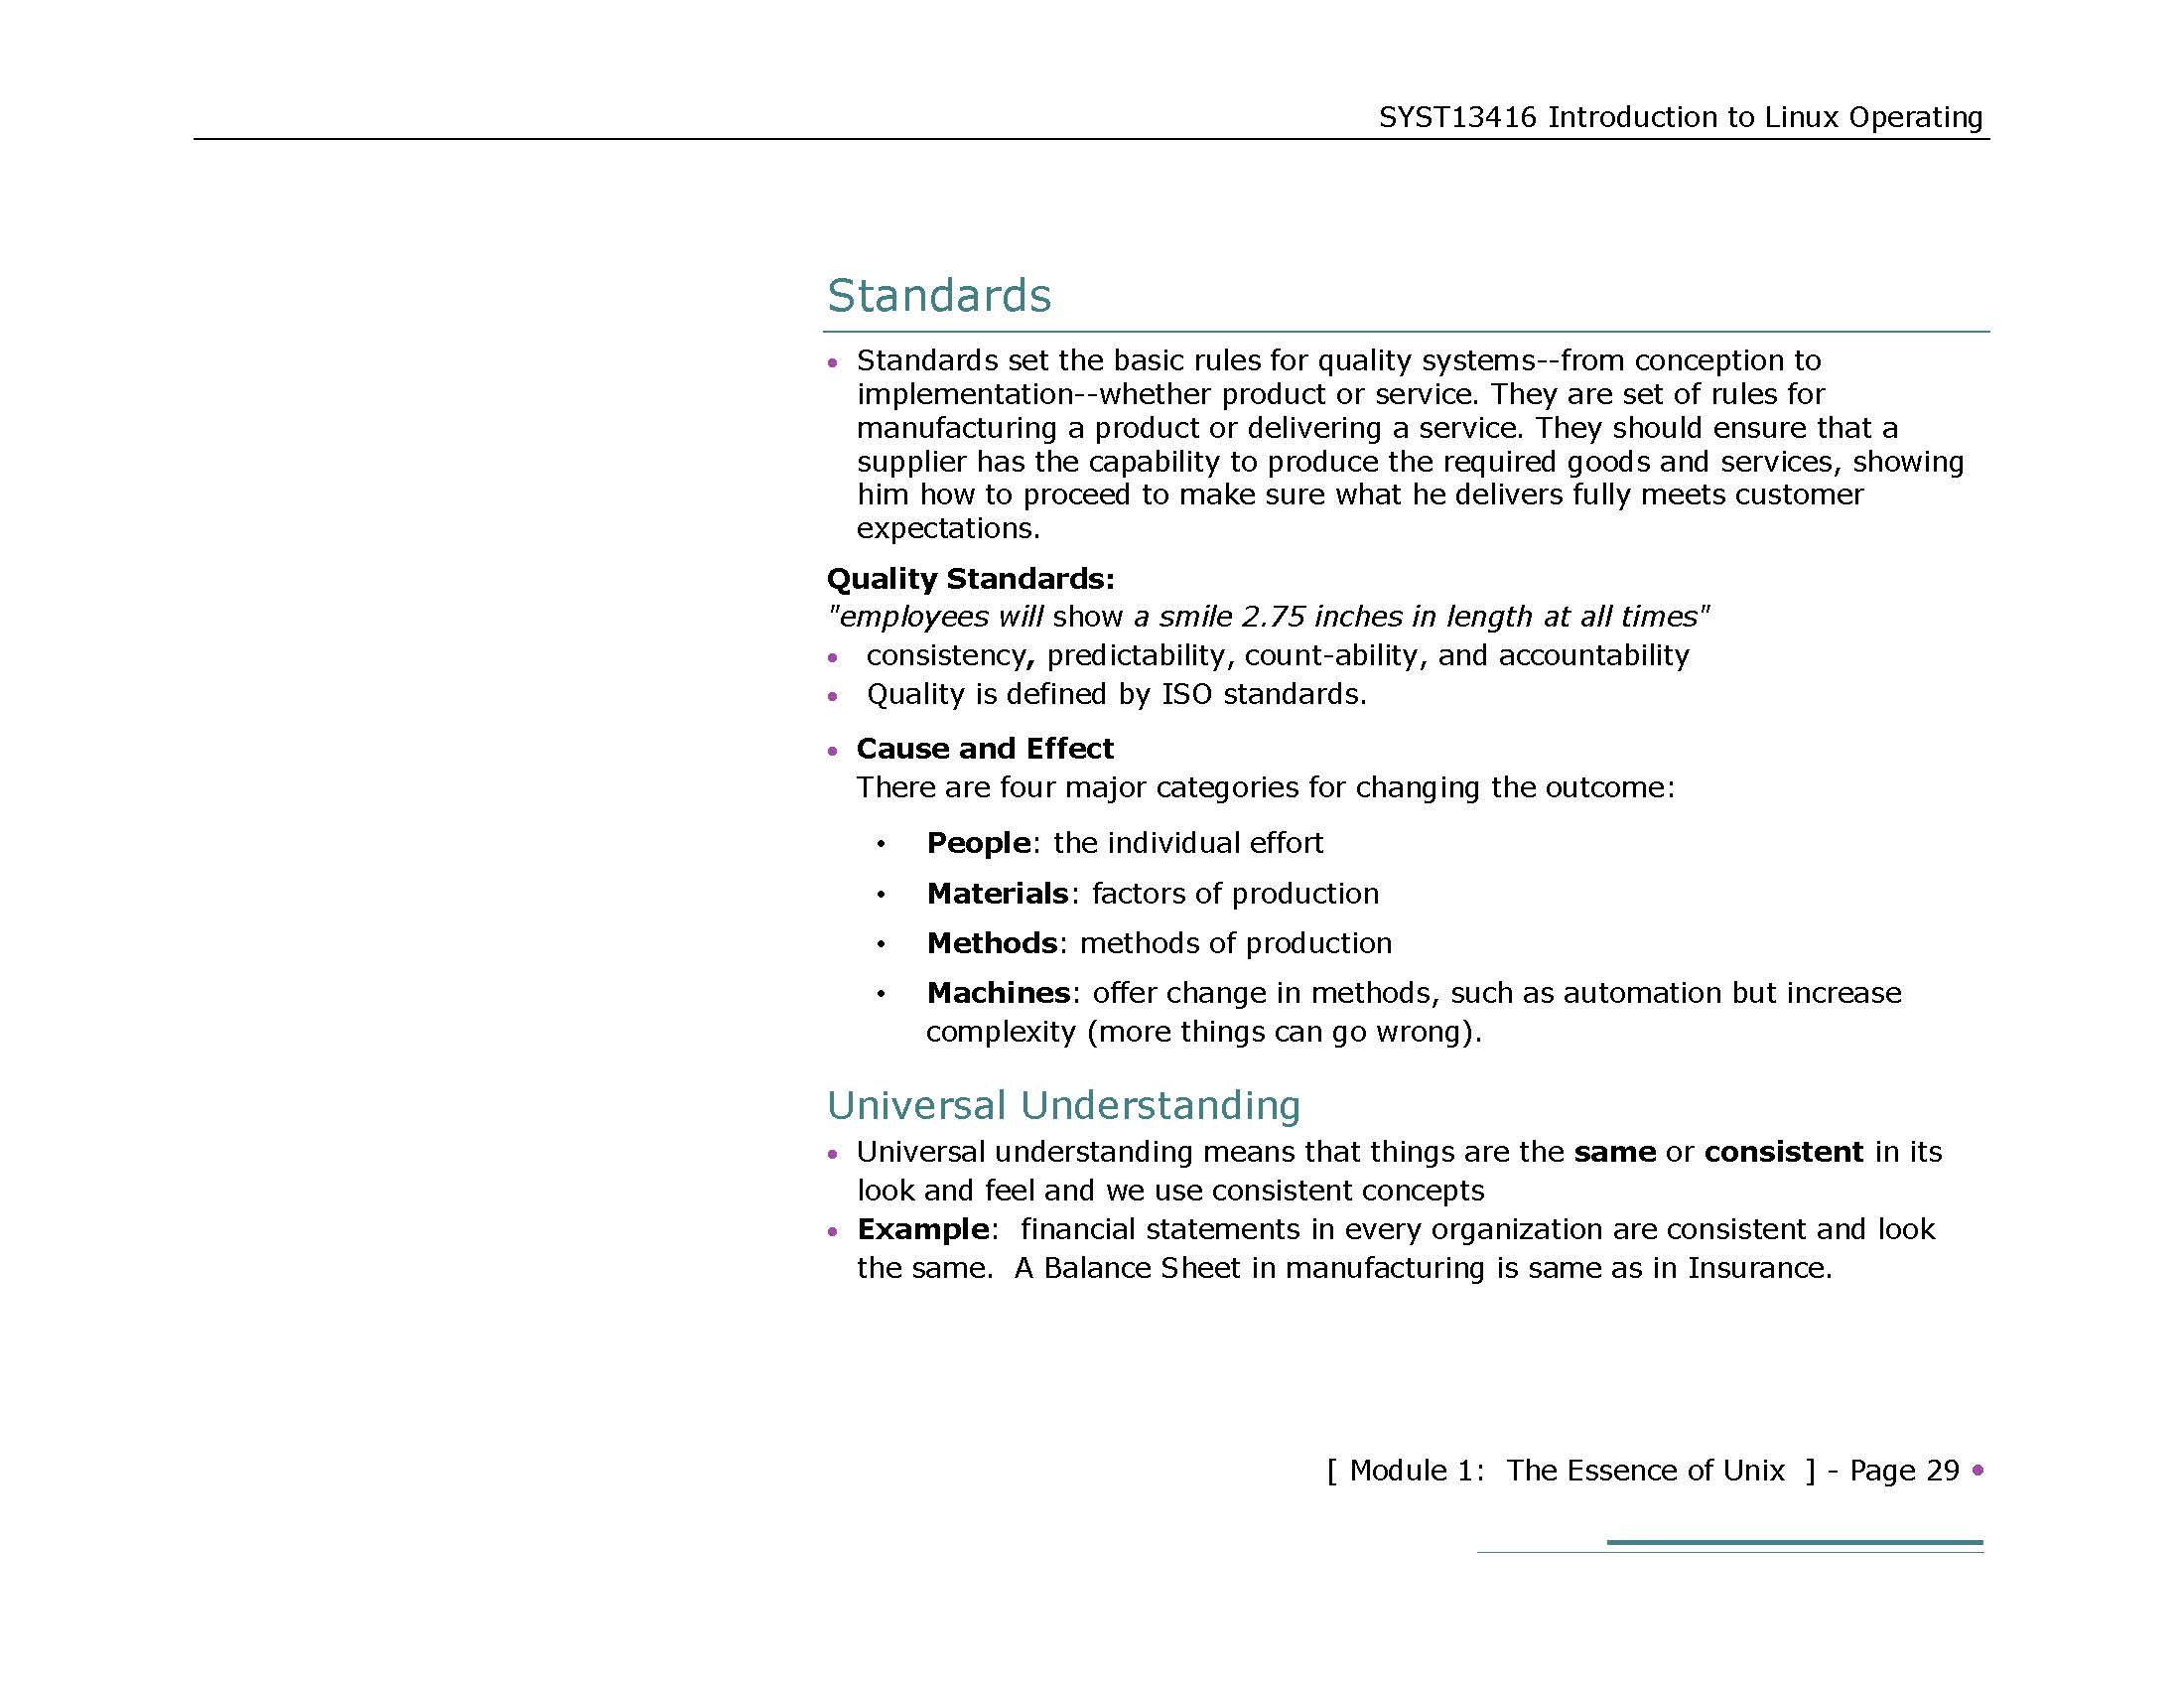 SYST13416 Introduction to Linux Operating
Standards
• Standards set the basic rules for quality systems--from conception to
implementation--whether product or service. They are set of rules for
manufacturing a product or delivering a service. They should ensure that a
supplier has the capability to produce the required goods and services, showing
him how to proceed to make sure what he delivers fully meets customer
expectations.
Quality Standards:
"employees will show a smile 2.75 inches in length at all times"
• consistency, predictability, count-ability, and accountability
• Quality is defined by ISO standards.
• Cause and Effect
There are four major categories for changing the outcome:
• People: the individual effort
• Materials: factors of production
• Methods: methods of production
• Machines: offer change in methods, such as automation but increase
complexity (more things can go wrong).
Universal Understanding
• Universal understanding means that things are the same or consistent in its
look and feel and we use consistent concepts
• Example:  financial statements in every organization are consistent and look
the same.  A Balance Sheet in manufacturing is same as in Insurance.
[ Module 1:  The Essence of Unix  ] - Page 29 •